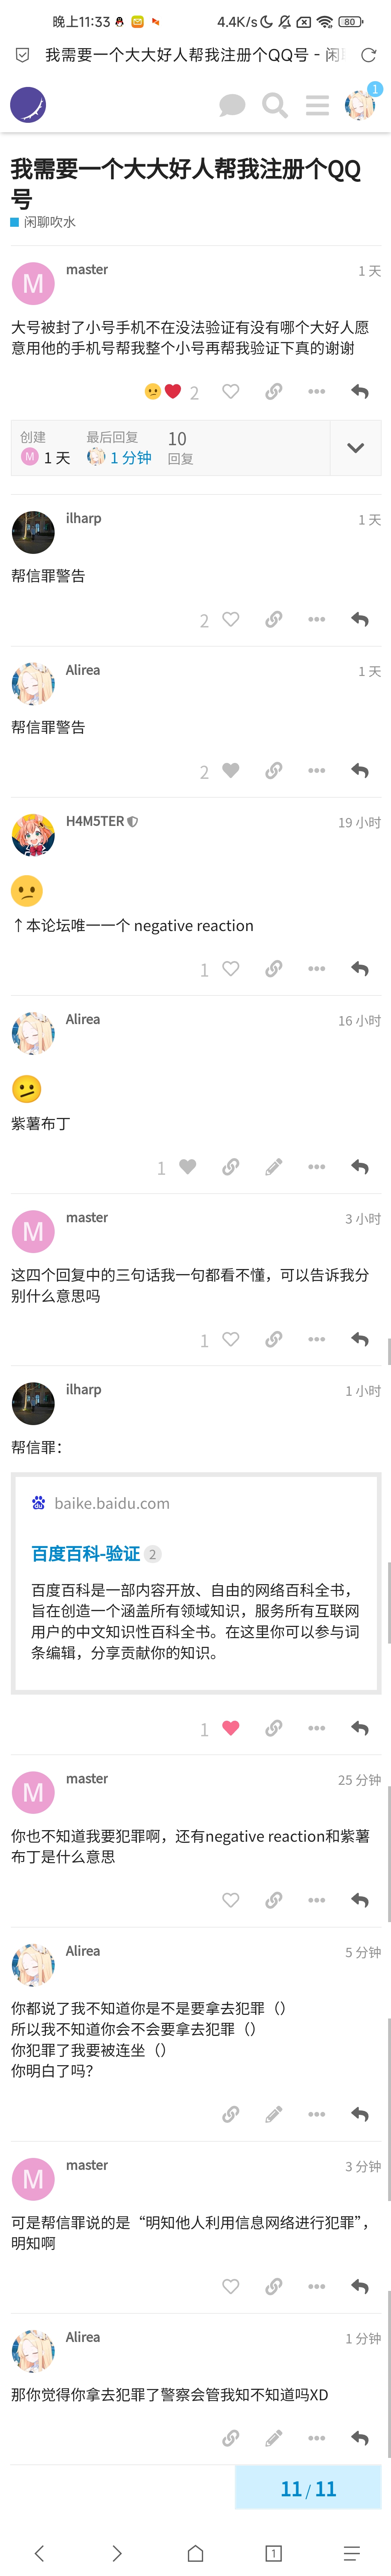 晚上11:33
4.4K/s
80
我需要一个大大好人帮我注册个QQ号 - 闲
1
我需要一个大大好人帮我注册个QQ
号
闲聊吹水
M
master
1 天
大号被封了小号手机不在没法验证有没有哪个大好人愿
意用他的手机号帮我整个小号再帮我验证下真的谢谢
2
创建
最后回复
10
M
1 天
1 分钟
回复
ilharp
1 天
帮信罪警告
2
Alirea
1 天
帮信罪警告
2
H4M5TER
19 小时
↑本论坛唯一一个 negative reaction
1
Alirea
16 小时
紫薯布丁
1
M
master
3 小时
这四个回复中的三句话我一句都看不懂，可以告诉我分
别什么意思吗
1
ilharp
1 小时
帮信罪：
baike.baidu.com
百度百科-验证
2
百度百科是一部内容开放、自由的网络百科全书，
旨在创造一个涵盖所有领域知识，服务所有互联网
用户的中文知识性百科全书。在这里你可以参与词
条编辑，分享贡献你的知识。
1
M
master
25 分钟
你也不知道我要犯罪啊，还有negative reaction和紫薯
布丁是什么意思
Alirea
5 分钟
你都说了我不知道你是不是要拿去犯罪（）
所以我不知道你会不会要拿去犯罪（）
你犯罪了我要被连坐（）
你明白了吗？
M
master
3 分钟
可是帮信罪说的是“明知他人利用信息网络进行犯罪”，
明知啊
Alirea
1 分钟
那你觉得你拿去犯罪了警察会管我知不知道吗XD
11 / 11
1